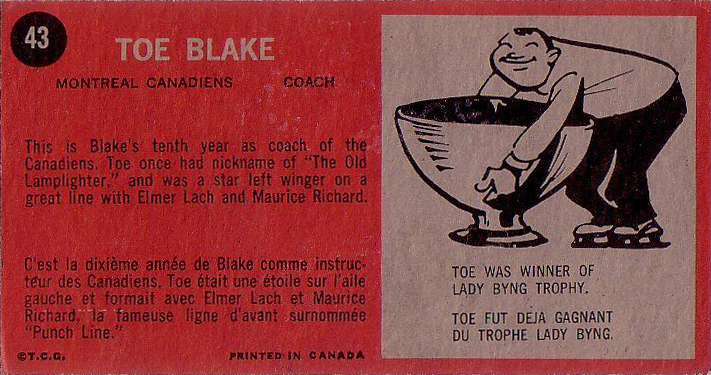 43
TOE BLAKE
MONTREAL CANADIENS COACH
This is Blake's tenth year as coach of the
Canadiens. Toe once had nickname of "The Old
Lamplighter," and was a star left winger on a
great line with Elmer Lach and Maurice Richard.
C'est la dixième année de Blake comme instruc-
teur des Canadiens. Toe était une étoile sur l'aile
gauche et formait avec Elmer Lach et Maurice
Richard, la fameuse ligne d'avant surnommée
"Punch Line."
©T.C.G. PRINTED IN CANADA
TOE WAS WINNER OF
LADY BYNG TROPHY.
TOE FUT DEJA GAGNANT
DU TROPHE LADY BYNG.